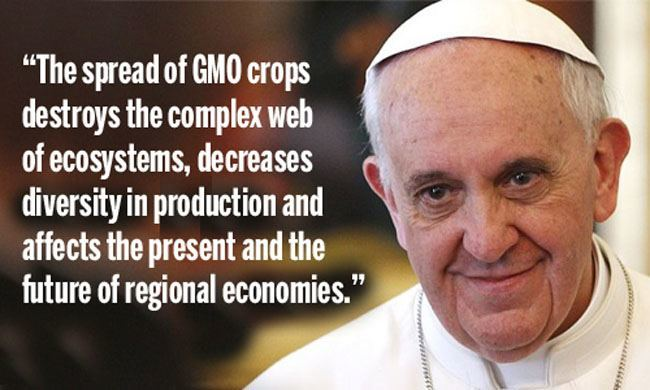 “The spread of GMO crops
destroys the complex web
of ecosystems, decreases
diversity in production and
affects the present and the
future of regional economies.”